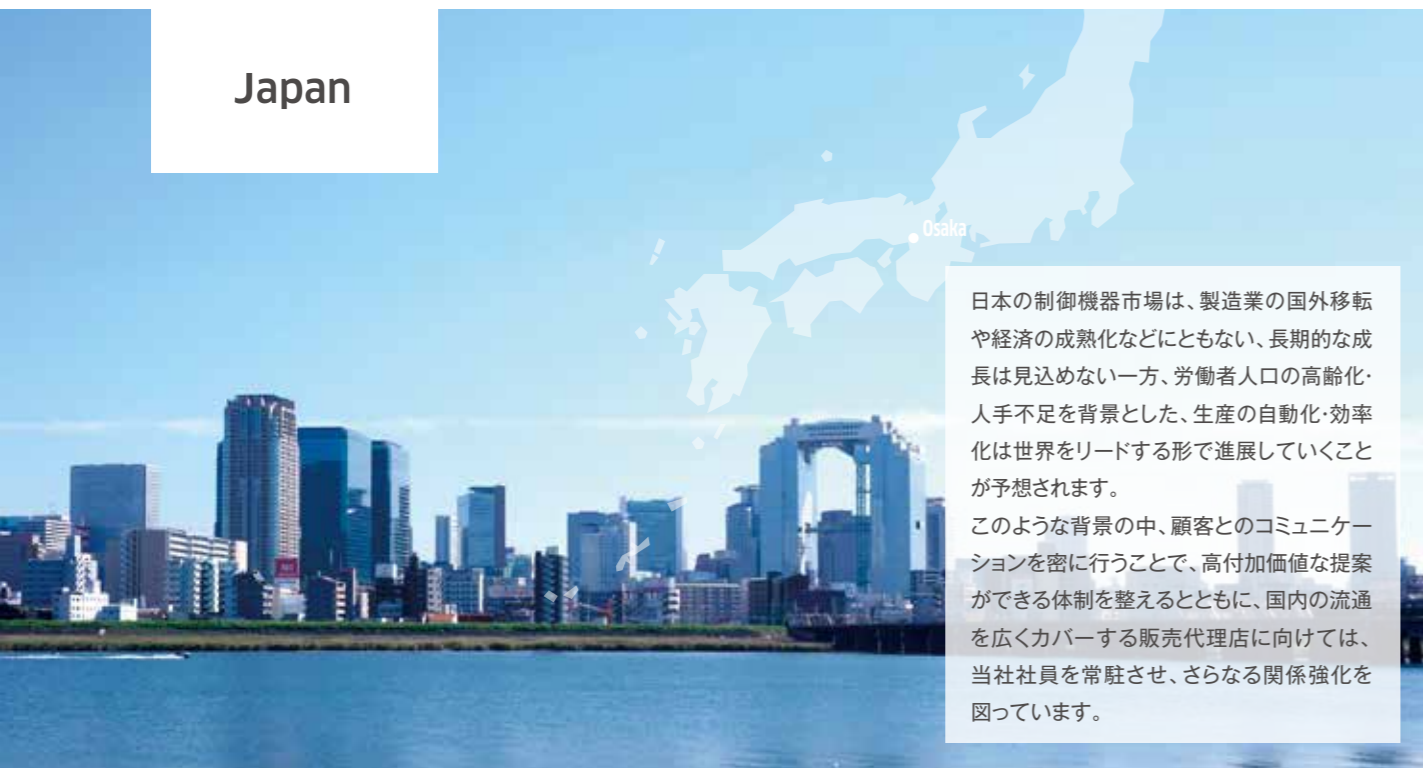 Japan
Osaka
日本の制御機器市場は、製造業の国外移転
や経済の成熟化などにともない、長期的な成
長は見込めない一方、労働者人口の高齢化・
人手不足を背景とした、生産の自動化・効率
化は世界をリードする形で進展していくこと
が予想されます。
このような背景の中、顧客とのコミュニケー
ションを密に行うことで、高付加価値な提案
ができる体制を整えるとともに、国内の流通
を広くカバーする販売代理店に向けては、
当社社員を常駐させ、さらなる関係強化を
図っています。